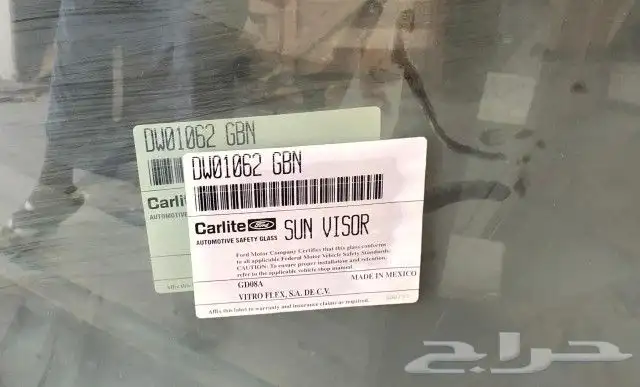 DW01062 GBN
Carlite
AUTOMOTIVE
DW01062 GBN
Carlite Ford SUN VISOR
AUTOMOTIVE SAFETY GLASS
Ford Motor Company Certifies that this glass conforms
to all applicable Federal Motor Vehicle Safety Standards.
CAUTION: To ensure proper installation and retention,
refer to the applicable vehicle shop manual.
GD08A MADE IN MEXICO
VITRO FLEX, S.A. DE C.V.
Affix this label to warranty and insurance claims as required.
حراج